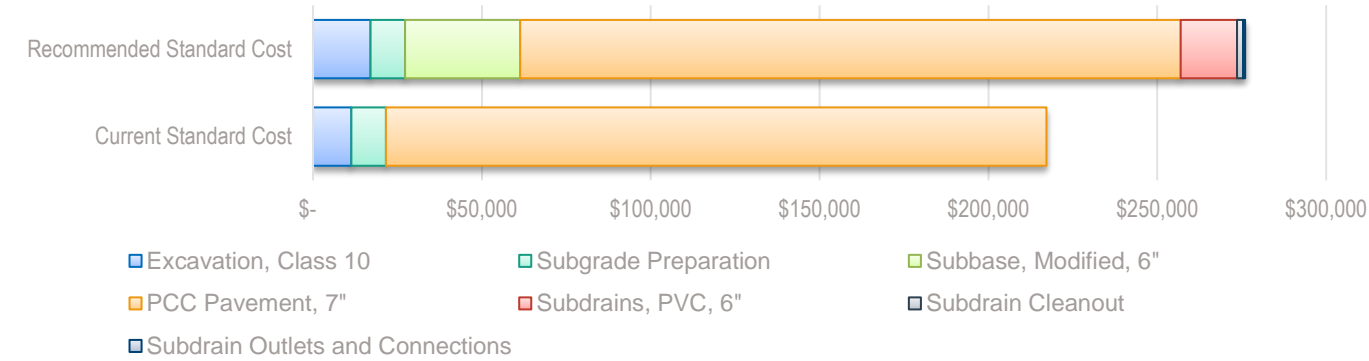 Recommended Standard Cost
Current Standard Cost
$- $50,000 $100,000 $150,000 $200,000 $250,000 $300,000
Excavation, Class 10 Subgrade Preparation Subbase, Modified, 6"
PCC Pavement, 7" Subdrains, PVC, 6" Subdrain Cleanout
Subdrain Outlets and Connections